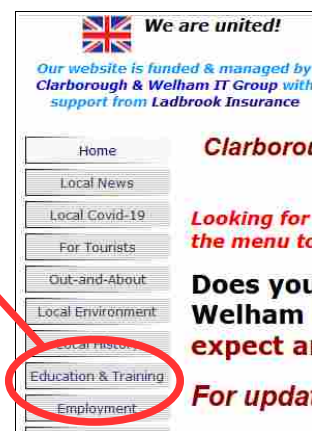 We are united!
Our website is funded & managed by
Clarborough & Welham IT Group with
support from Ladbrook Insurance
Home
Local News
Local Covid-19
For Tourists
Out-and-About
Local Environment
Local History
Education & Training
Employment
Clarborou
Looking for
the menu to
Does you
Welham
expect a
For updat